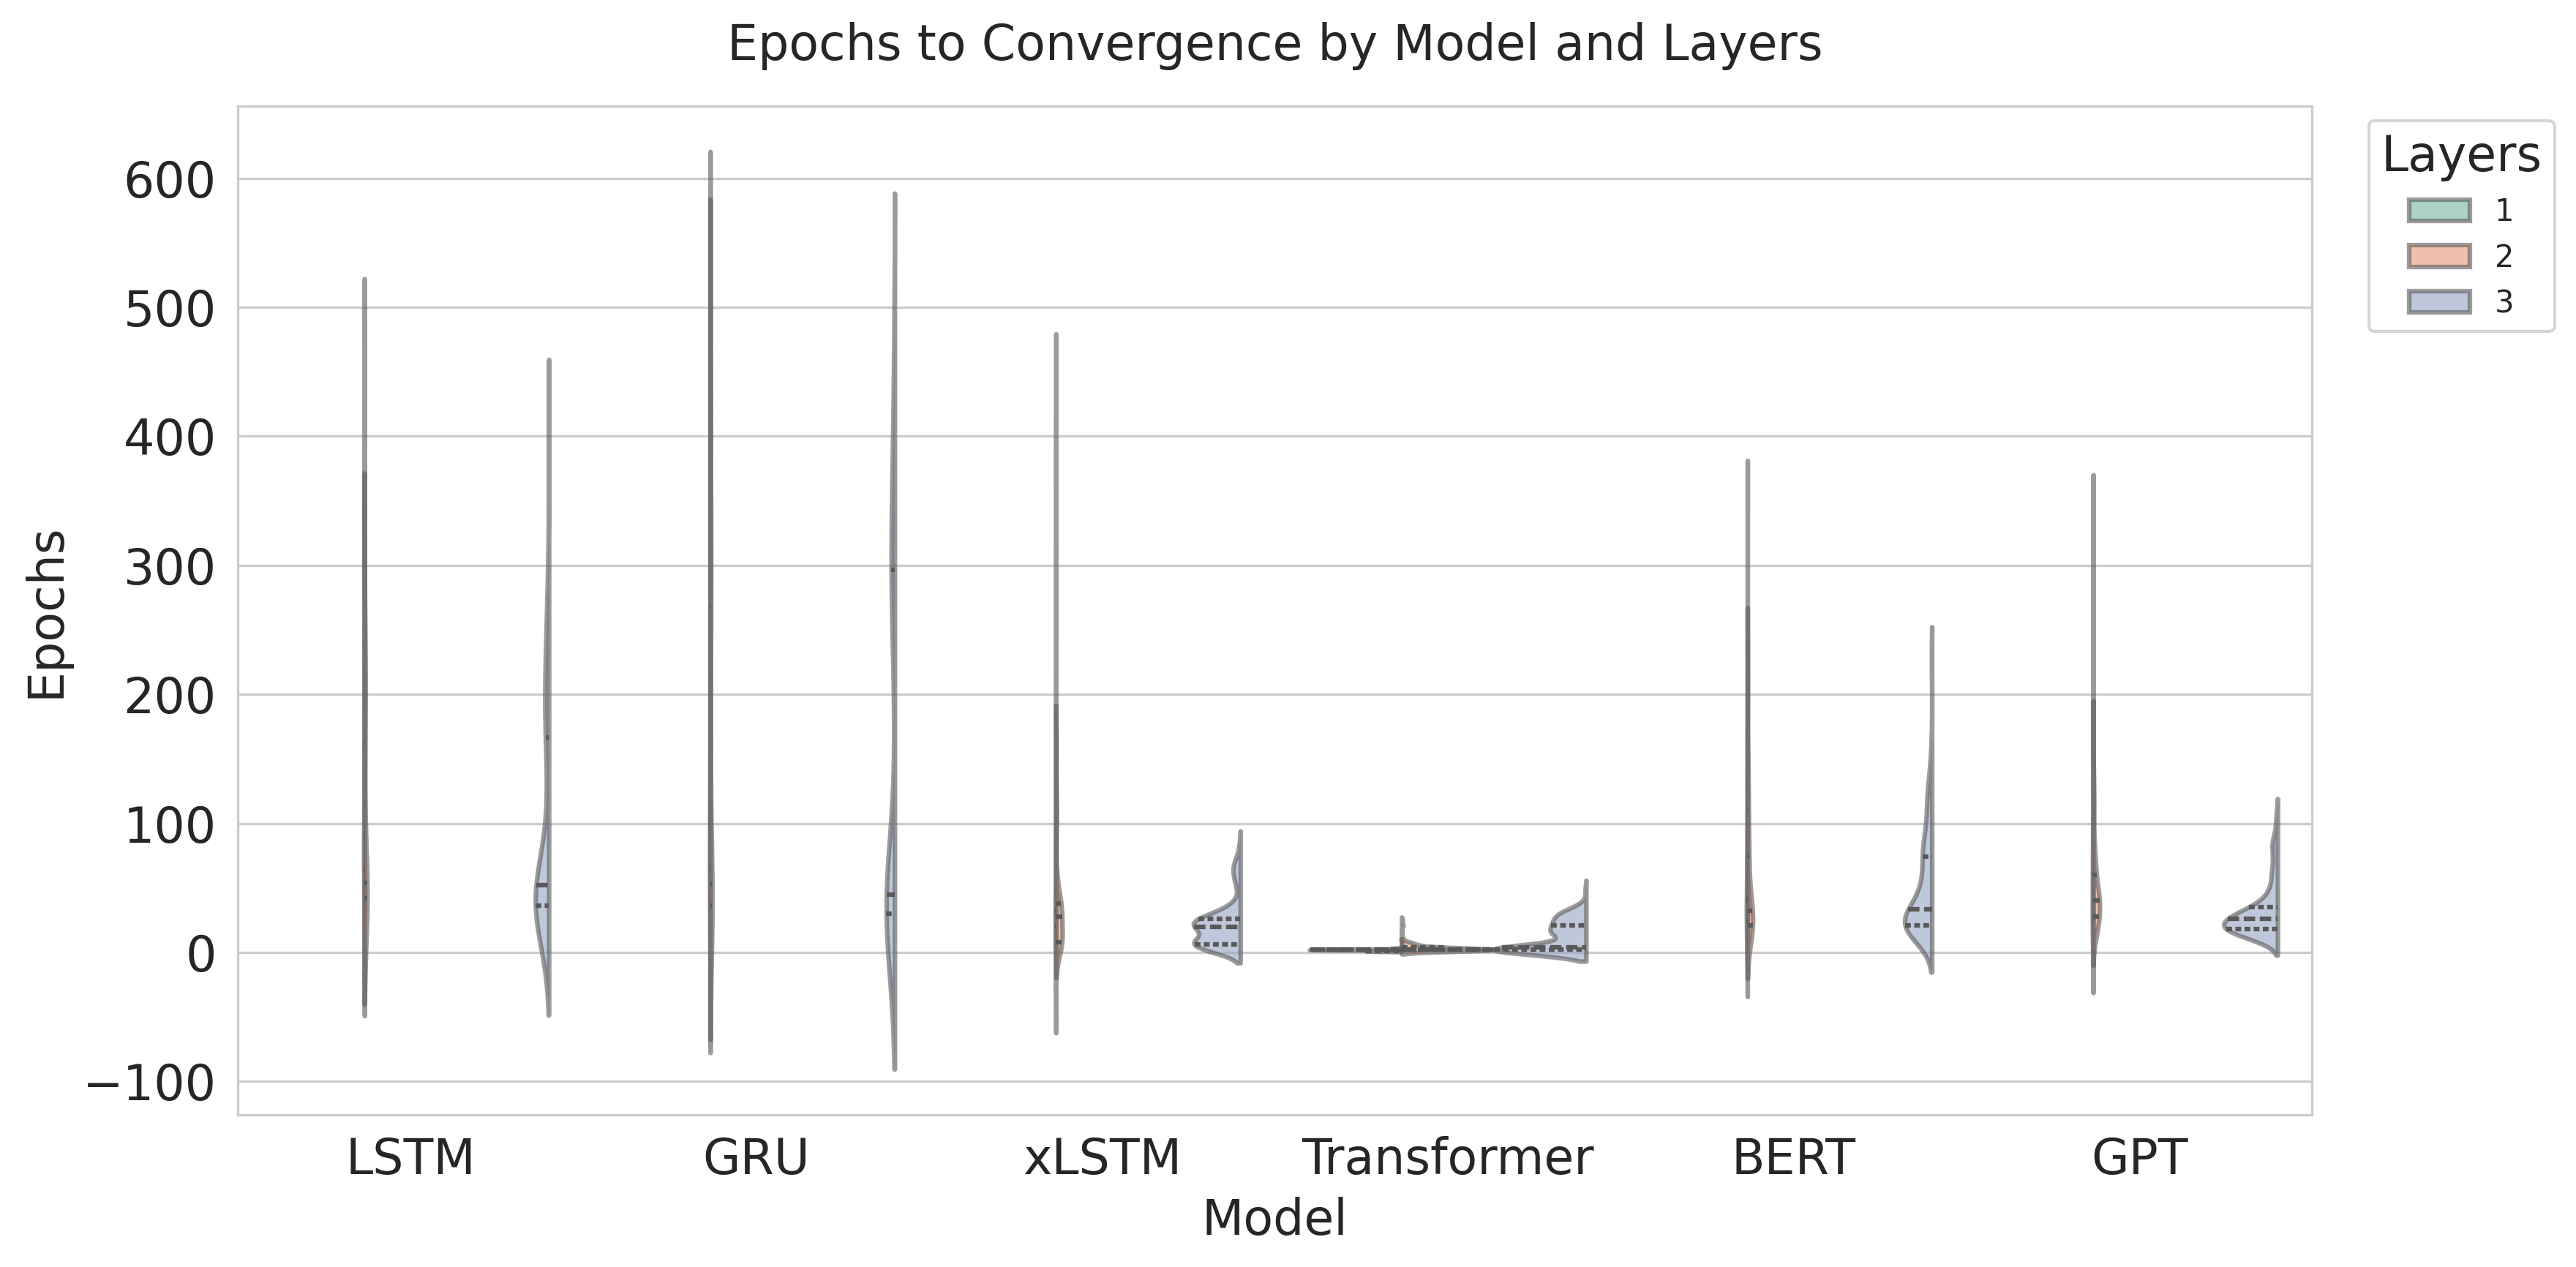 Epochs to Convergence by Model and Layers
Layers
1
2
3
600
500
400
300
200
100
0
−100
Epochs
LSTM GRU xLSTM Transformer BERT GPT
Model